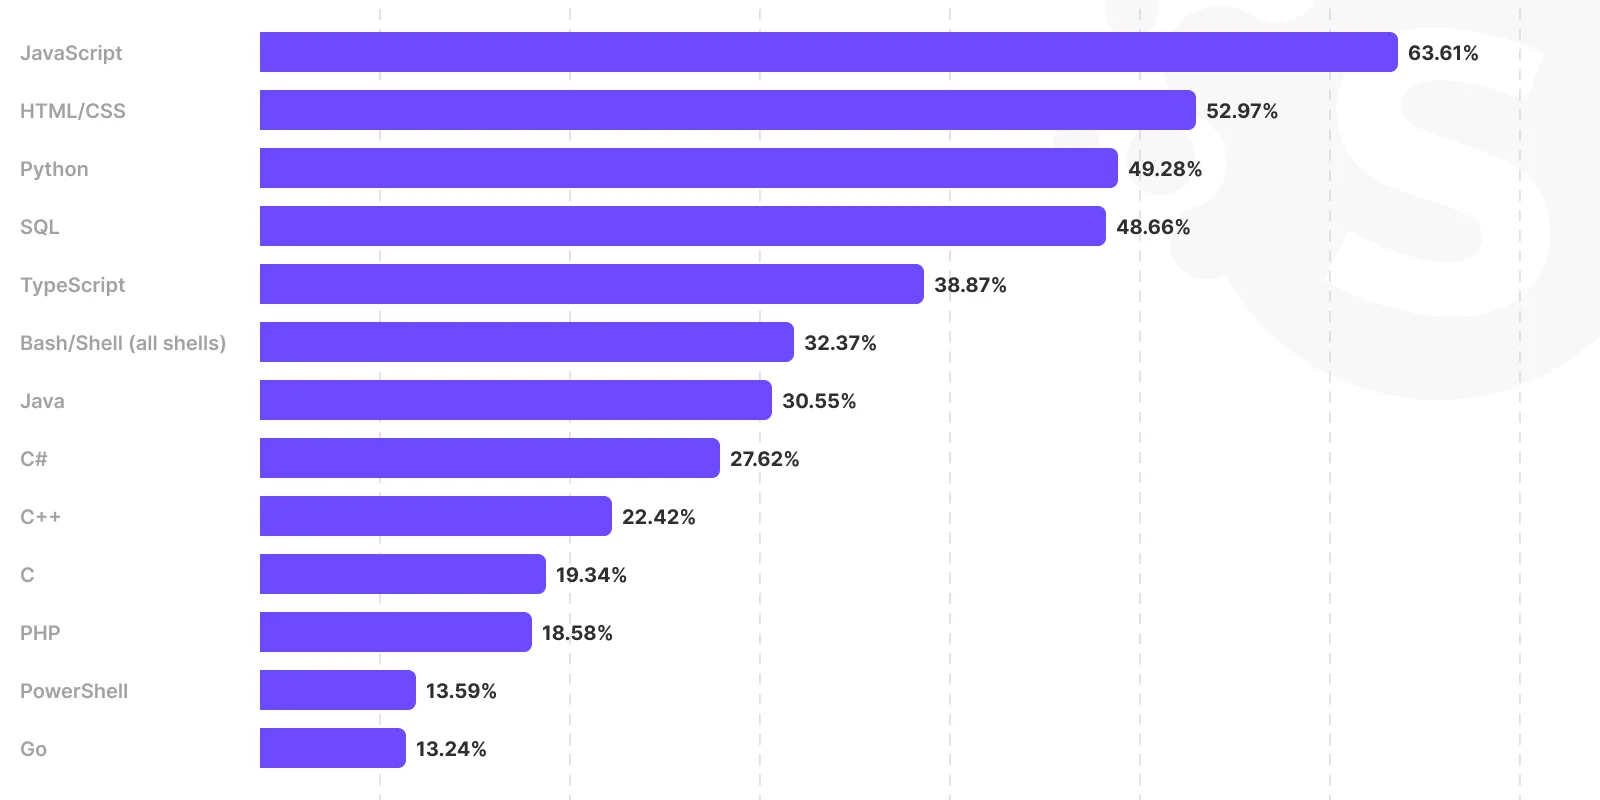 JavaScript 63.61%
HTML/CSS 52.97%
Python 49.28%
SQL 48.66%
TypeScript 38.87%
Bash/Shell (all shells) 32.37%
Java 30.55%
C# 27.62%
C++ 22.42%
C 19.34%
PHP 18.58%
PowerShell 13.59%
Go 13.24%